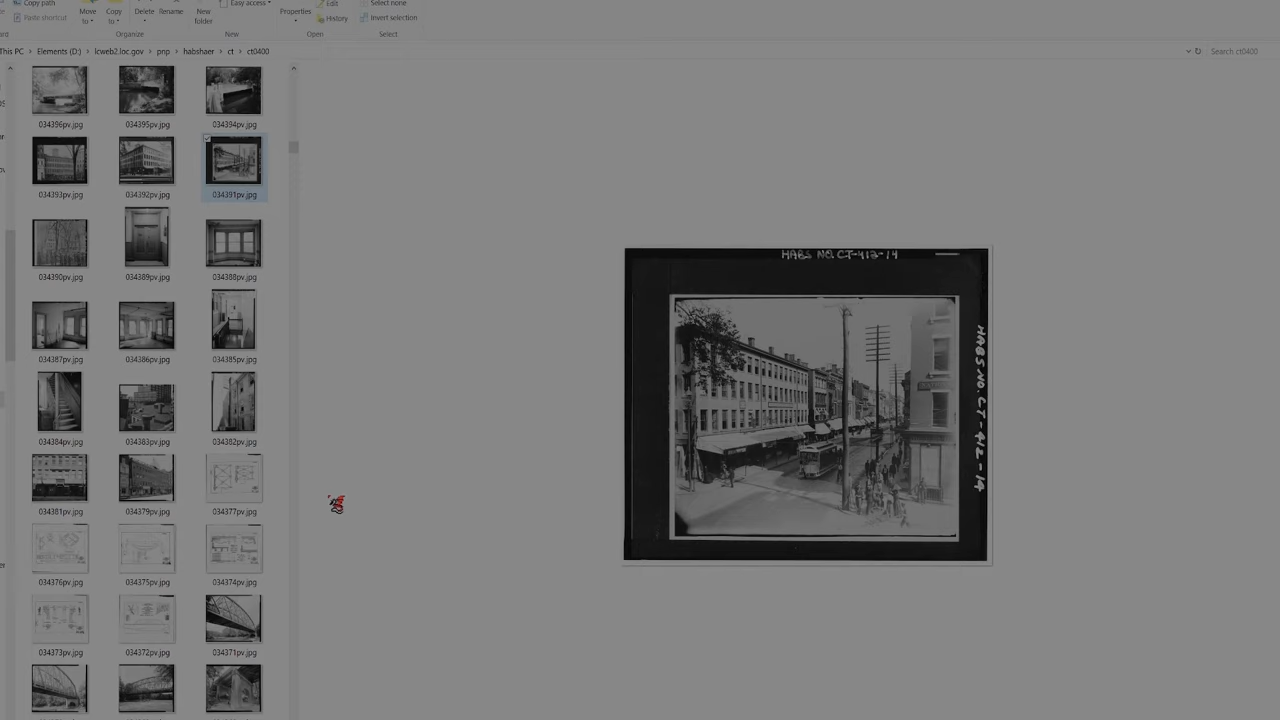 Copy path
Paste shortcut
Move to
Copy to
Delete
Rename
New folder
Easy access
Properties
Edit
History
Select none
Invert selection
Organize
New
Open
Select
This PC > Elements (D:) > lcweb2.loc.gov > pnp > habshaer > ct > ct0400
Search ct0400
034396pv.jpg 034395pv.jpg 034394pv.jpg
034393pv.jpg 034392pv.jpg 034391pv.jpg
034390pv.jpg 034389pv.jpg 034388pv.jpg
034387pv.jpg 034386pv.jpg 034385pv.jpg
034384pv.jpg 034383pv.jpg 034382pv.jpg
034381pv.jpg 034379pv.jpg 034377pv.jpg
034376pv.jpg 034375pv.jpg 034374pv.jpg
034373pv.jpg 034372pv.jpg 034371pv.jpg
HABS NO. CT-412-14
HABS NO. CT-412-14